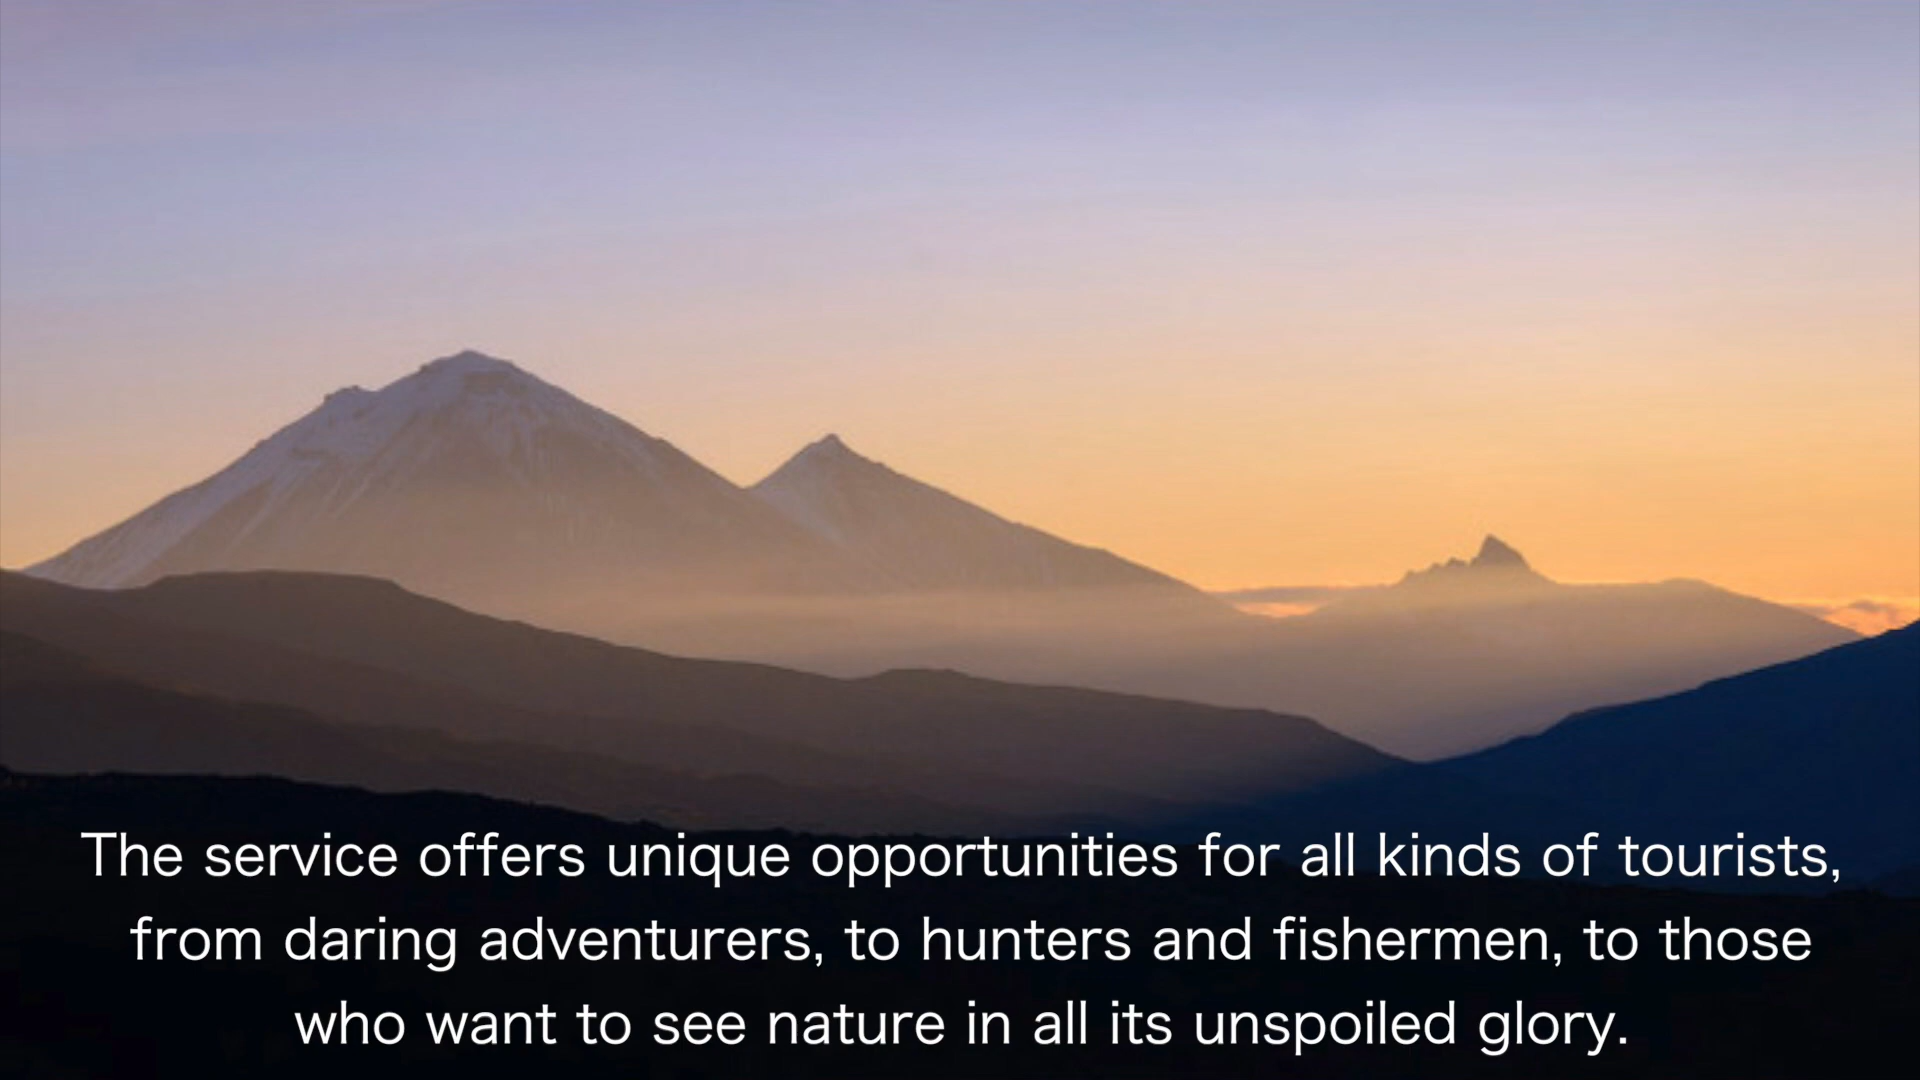 The service offers unique opportunities for all kinds of tourists,
from daring adventurers, to hunters and fishermen, to those
who want to see nature in all its unspoiled glory.